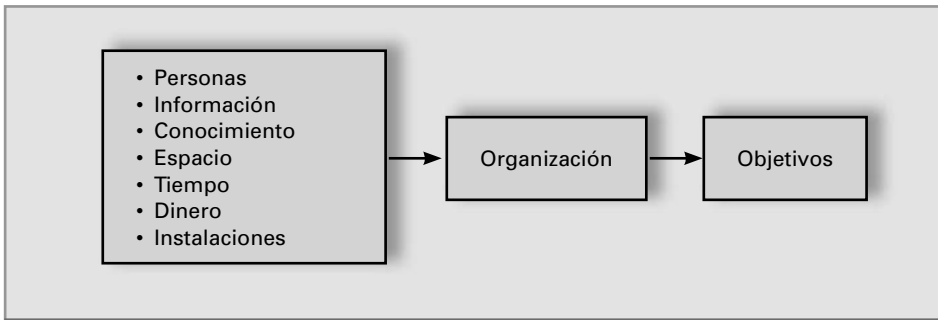 • Personas
• Información
• Conocimiento
• Espacio
• Tiempo
• Dinero
• Instalaciones
Organización
Objetivos